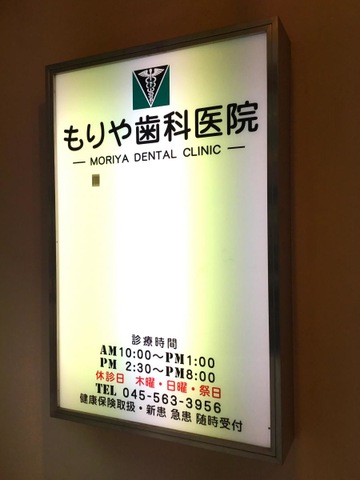 もりや歯科医院
— MORIYA DENTAL CLINIC —
診療時間
AM10:00〜PM1:00
PM 2:30〜PM8:00
休診日 木曜・日曜・祭日
TEL 045-563-3956
健康保険取扱・新患 急患 随時受付